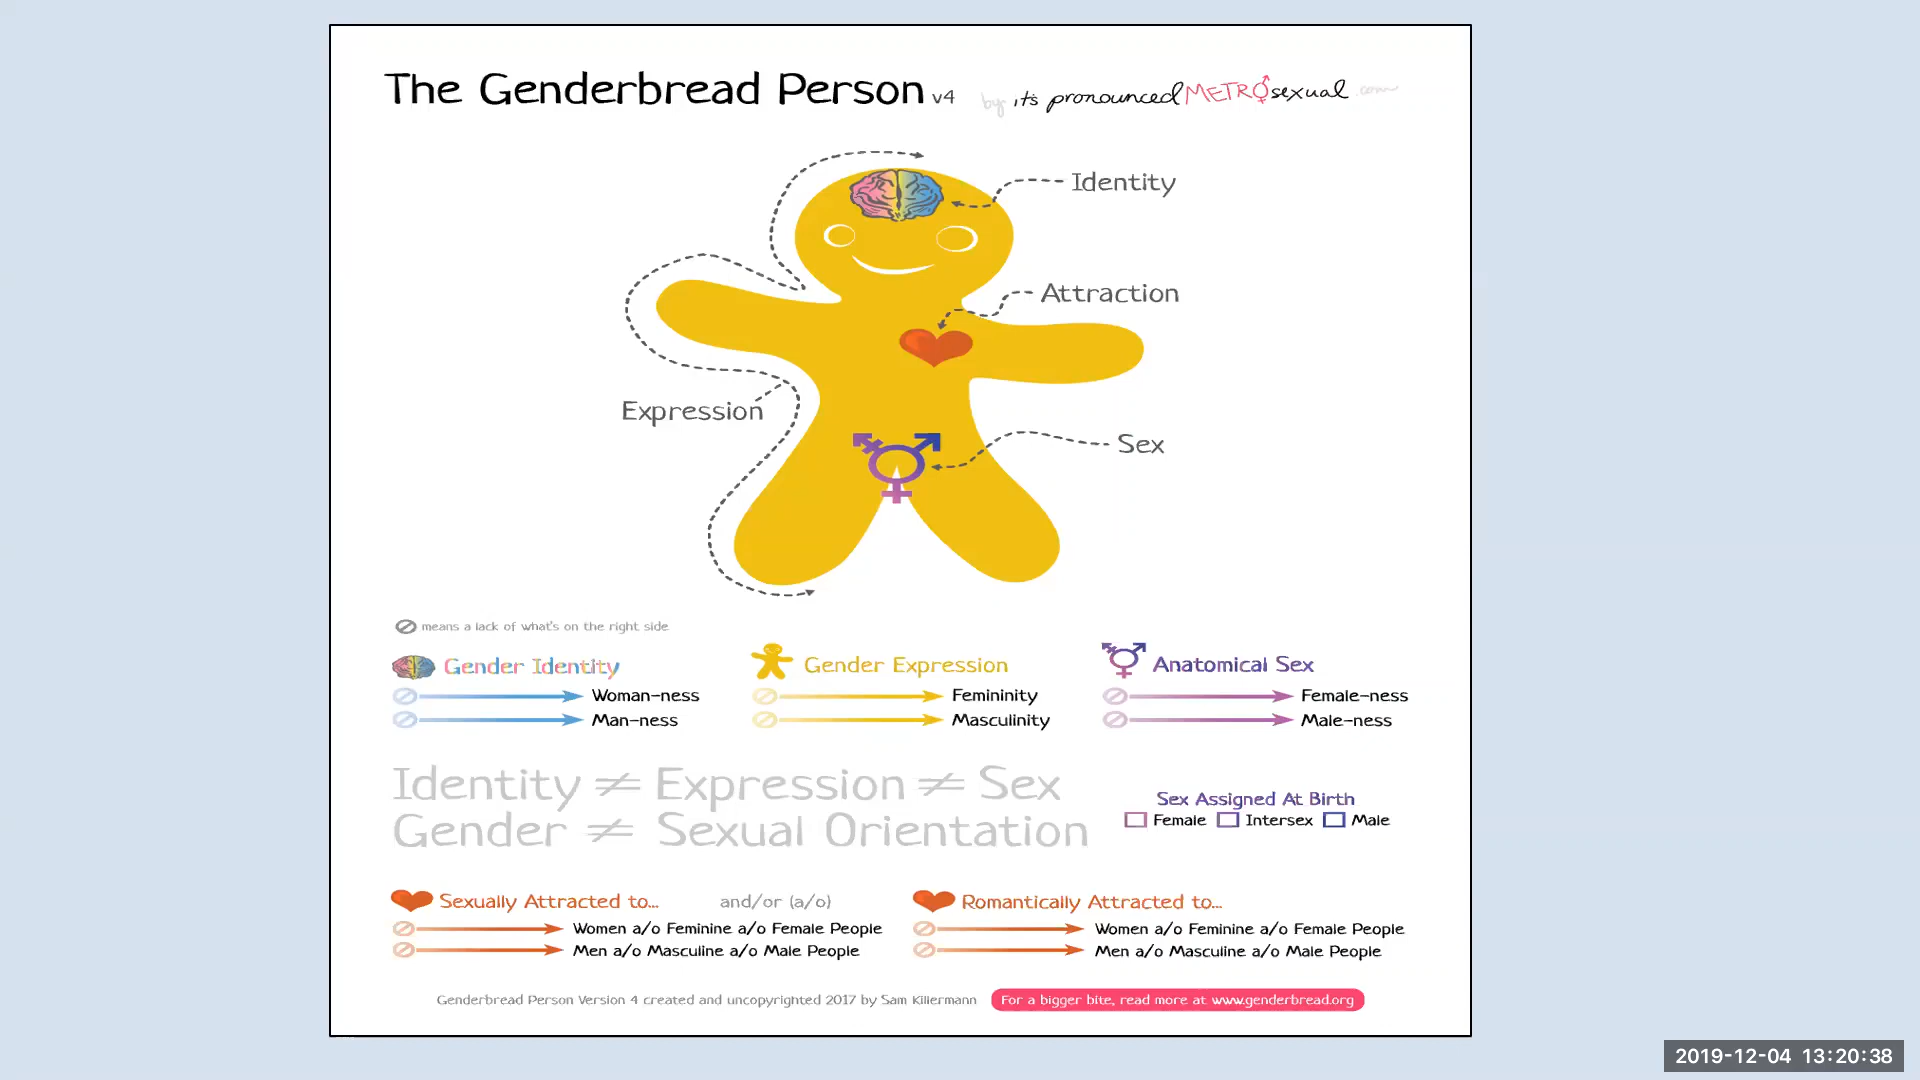 The Genderbread Person v4 by it's pronounced METROsexual .com
Identity
Attraction
Expression
Sex
means a lack of what's on the right side
Gender Identity
Woman-ness
Man-ness
Gender Expression
Femininity
Masculinity
Anatomical Sex
Female-ness
Male-ness
Identity ≠ Expression ≠ Sex
Gender ≠ Sexual Orientation
Sex Assigned At Birth
Female Intersex Male
Sexually Attracted to...
and/or (a/o)
Romantically Attracted to...
Women a/o Feminine a/o Female People
Men a/o Masculine a/o Male People
Women a/o Feminine a/o Female People
Men a/o Masculine a/o Male People
Genderbread Person Version 4 created and uncopyrighted 2017 by Sam Killermann
For a bigger bite, read more at www.genderbread.org
2019-12-04 13:20:38